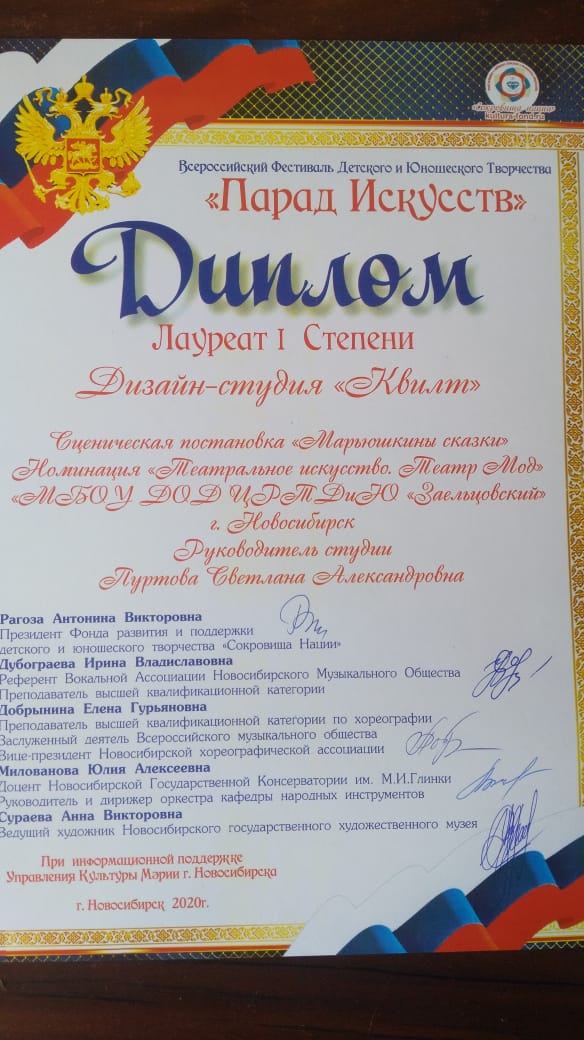 «Сокровища нации»
kulturafond.ru
Всероссийский Фестиваль Детского и Юношеского Творчества
«Парад Искусств»
Диплом
Лауреат I Степени
Дизайн-студия «Квилт»
Сценическая постановка «Марьюшкины сказки»
Номинация «Театральное искусство. Театр Мод»
«МБОУ ДОД ЦРТДиЮ «Заельцовский»
г. Новосибирск
Руководитель студии
Пуртова Светлана Александровна
Рагоза Антонина Викторовна
Президент Фонда развития и поддержки
детского и юношеского творчества «Сокровища Нации»
Дубограева Ирина Владиславовна
Референт Вокальной Ассоциации Новосибирского Музыкального Общества
Преподаватель высшей квалификационной категории
Добрынина Елена Гурьяновна
Преподаватель высшей квалификационной категории по хореографии
Заслуженный деятель Всероссийского музыкального общества
Вице-президент Новосибирской хореографической ассоциации
Милованова Юлия Алексеевна
Доцент Новосибирской Государственной Консерватории им. М.И.Глинки
Руководитель и дирижер оркестра кафедры народных инструментов
Сураева Анна Викторовна
Ведущий художник Новосибирского государственного художественного музея
При информационной поддержке
Управления Культуры Мэрии г. Новосибирска
г. Новосибирск 2020г.